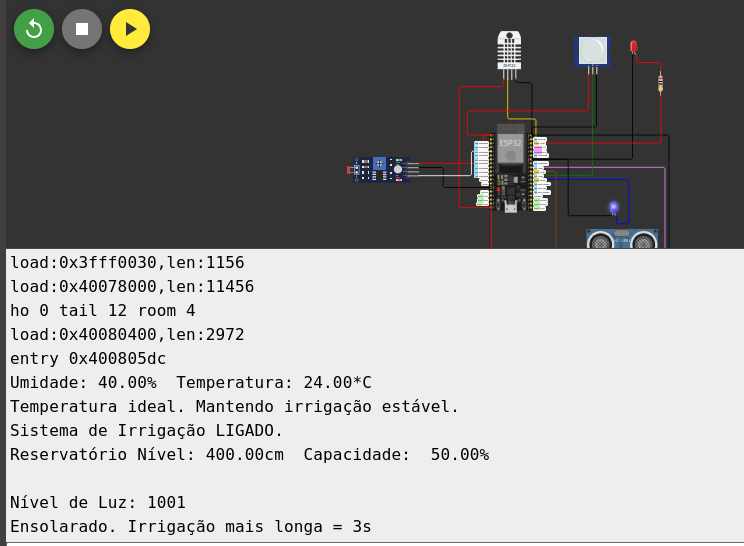 DHT22
ESP32
load:0x3fff0030,len:1156
load:0x40078000,len:11456
ho 0 tail 12 room 4
load:0x40080400,len:2972
entry 0x400805dc
Umidade: 40.00%  Temperatura: 24.00*C
Temperatura ideal. Mantendo irrigação estável.
Sistema de Irrigação LIGADO.
Reservatório Nível: 400.00cm  Capacidade:  50.00%
Nível de Luz: 1001
Ensolarado. Irrigação mais longa = 3s